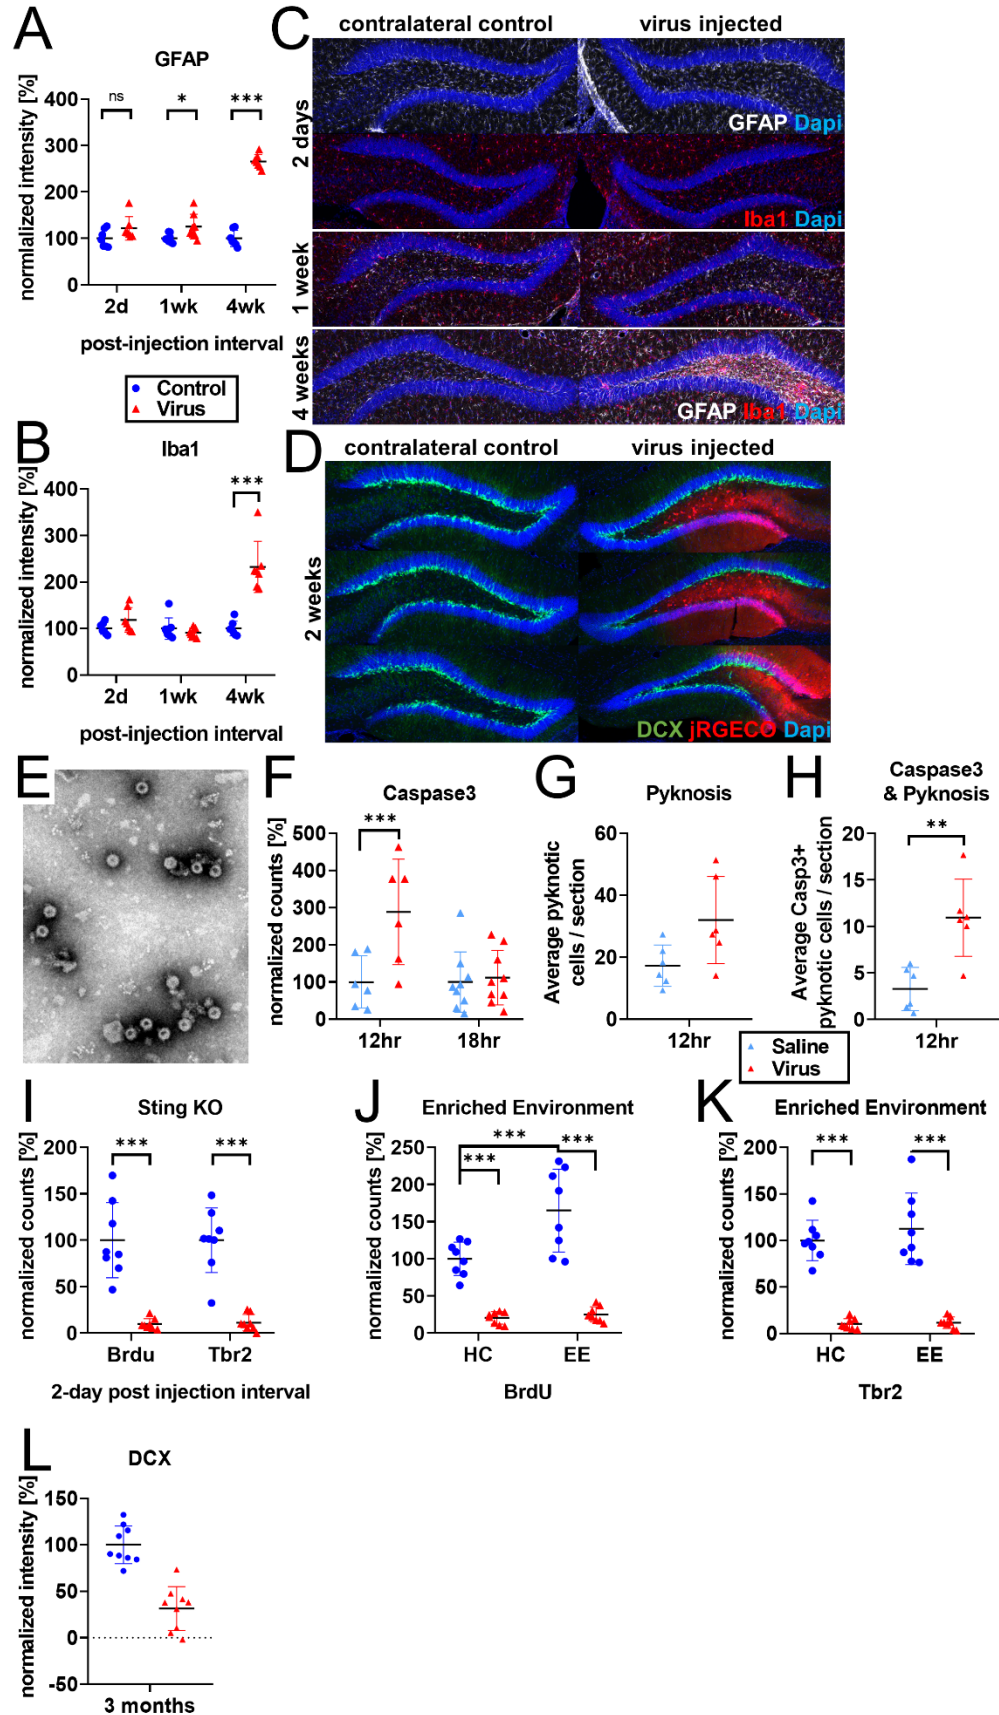 A
GFAP
normlalized intensity [%]
400
300
200
100
0
ns
*
***
2d 1wk 4wk
post-injection interval
Control
Virus
B
Iba1
normalized intensity [%]
400
300
200
100
0
***
2d 1wk 4wk
post-injection interval
C
contralateral control virus injected
2 days
GFAP Dapi
Iba1 Dapi
1 week
4 weeks
GFAP Iba1 Dapi
D
contralateral control virus injected
2 weeks
DCX jRGECO Dapi
E
F
Caspase3
normalized counts [%]
500
400
300
200
100
0
***
12hr 18hr
G
Pyknosis
Average pyknotic
cells / section
60
40
20
0
12hr
H
Caspase3
& Pyknosis
Average Casp3+
pyknotic cells / section
20
15
10
5
0
**
12hr
Saline
Virus
I
Sting KO
normalized counts [%]
200
150
100
50
0
*** ***
Brdu Tbr2
2-day post injection interval
J
Enriched Environment
normalized counts [%]
250
200
150
100
50
0
***
*** ***
HC EE
BrdU
K
Enriched Environment
normalized counts [%]
200
150
100
50
0
*** ***
HC EE
Tbr2
L
DCX
normalized intensity [%]
150
100
50
0
-50
3 months